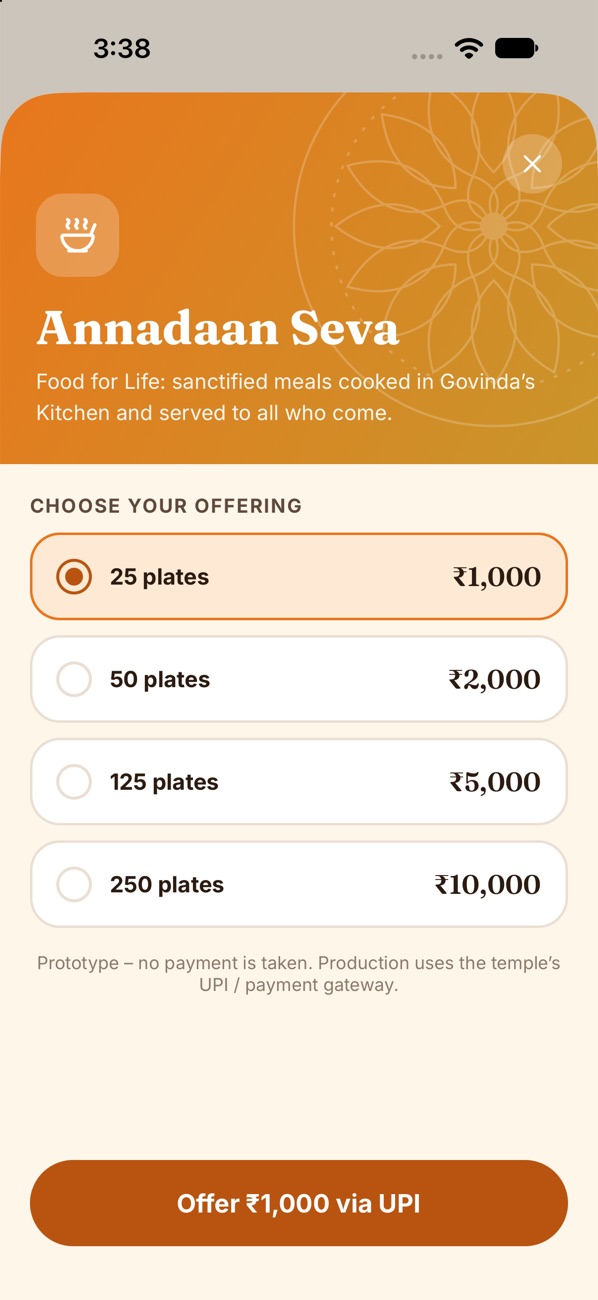 3:38
Annadaan Seva
Food for Life: sanctified meals cooked in Govinda’s
Kitchen and served to all who come.
CHOOSE YOUR OFFERING
25 plates ₹1,000
50 plates ₹2,000
125 plates ₹5,000
250 plates ₹10,000
Prototype – no payment is taken. Production uses the temple’s
UPI / payment gateway.
Offer ₹1,000 via UPI